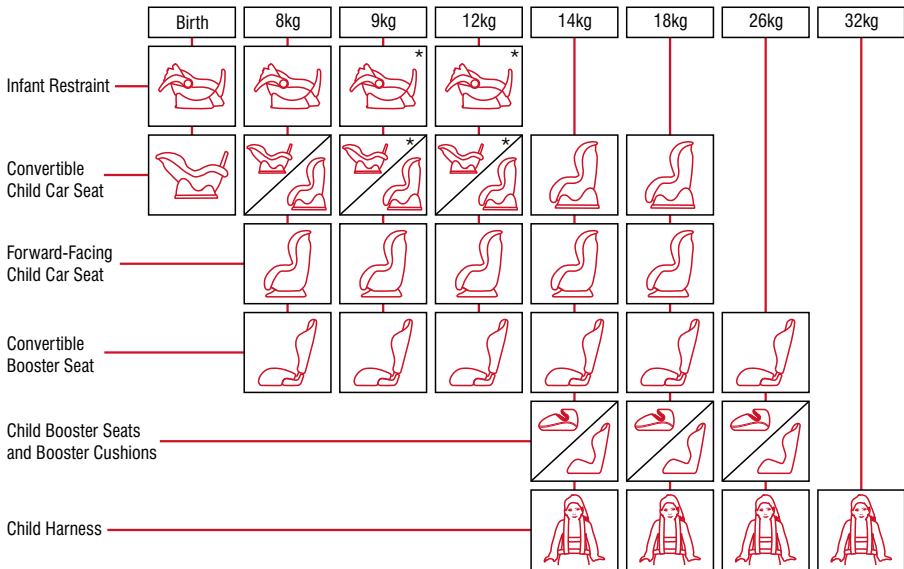 Birth 8kg 9kg 12kg 14kg 18kg 26kg 32kg
Infant Restraint
* *
Convertible
Child Car Seat
* *
Forward-Facing
Child Car Seat
Convertible
Booster Seat
Child Booster Seats
and Booster Cushions
Child Harness